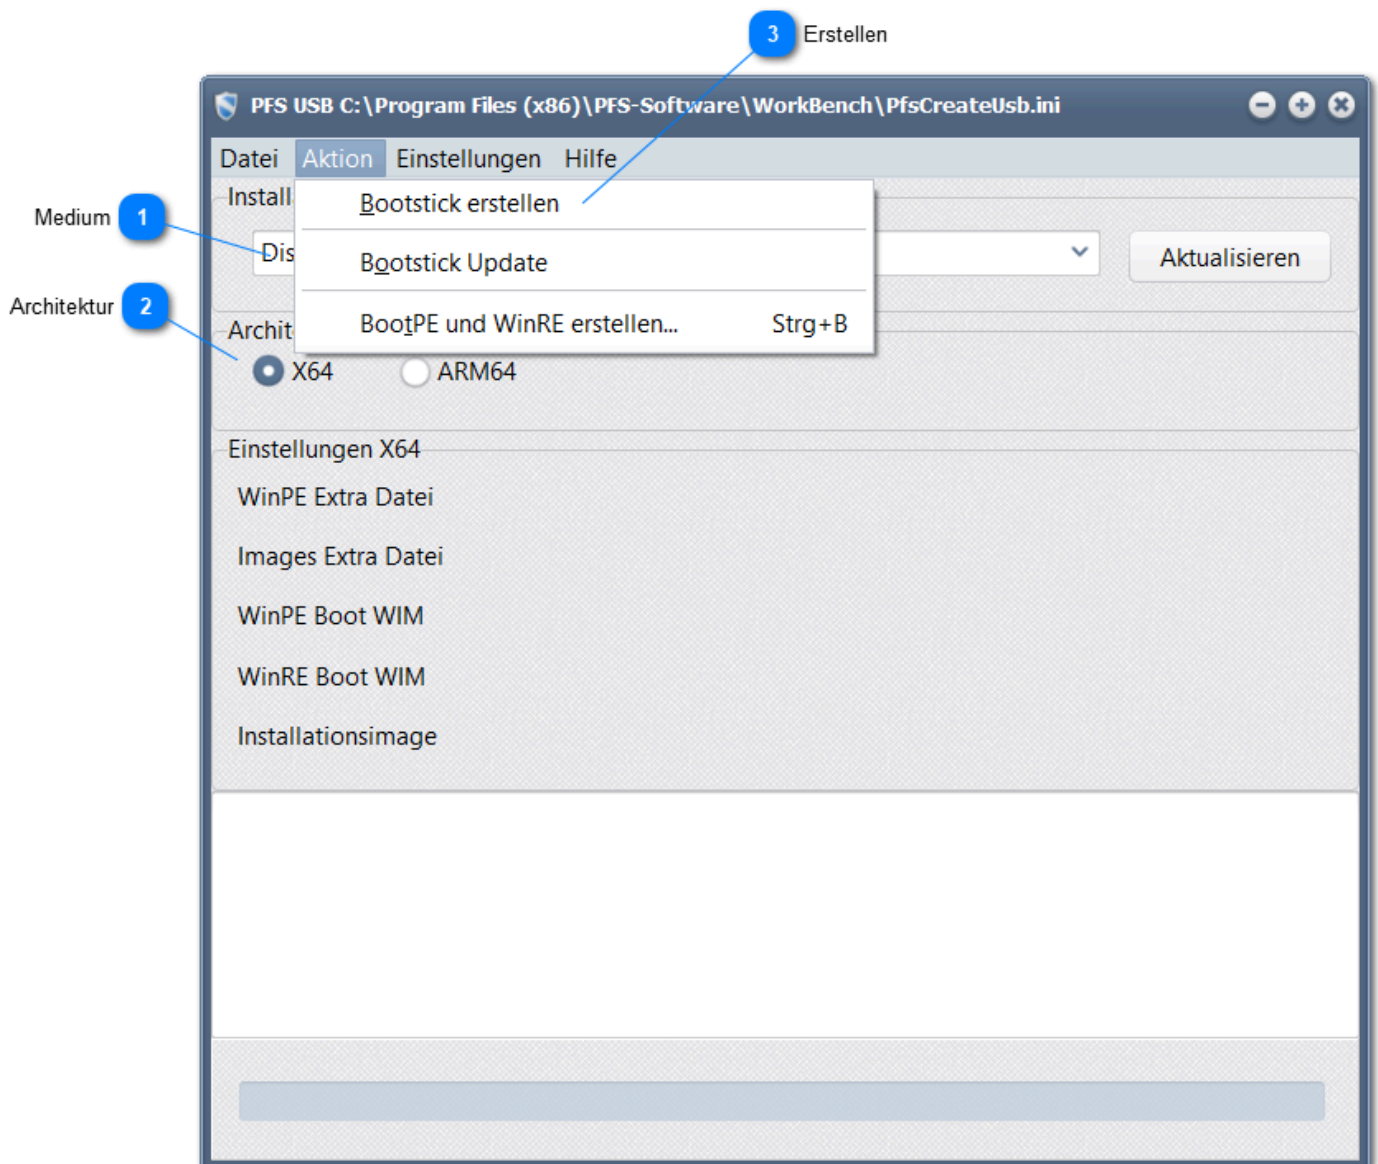 3 Erstellen
PFS USB C:\Program Files (x86)\PFS-Software\WorkBench\PfsCreateUsb.ini
Datei Aktion Einstellungen Hilfe
Install
Bootstick erstellen
Medium 1
Dis
Bootstick Update
Aktualisieren
Architektur 2
Archit
BootPE und WinRE erstellen... Strg+B
X64 ARM64
Einstellungen X64
WinPE Extra Datei
Images Extra Datei
WinPE Boot WIM
WinRE Boot WIM
Installationsimage